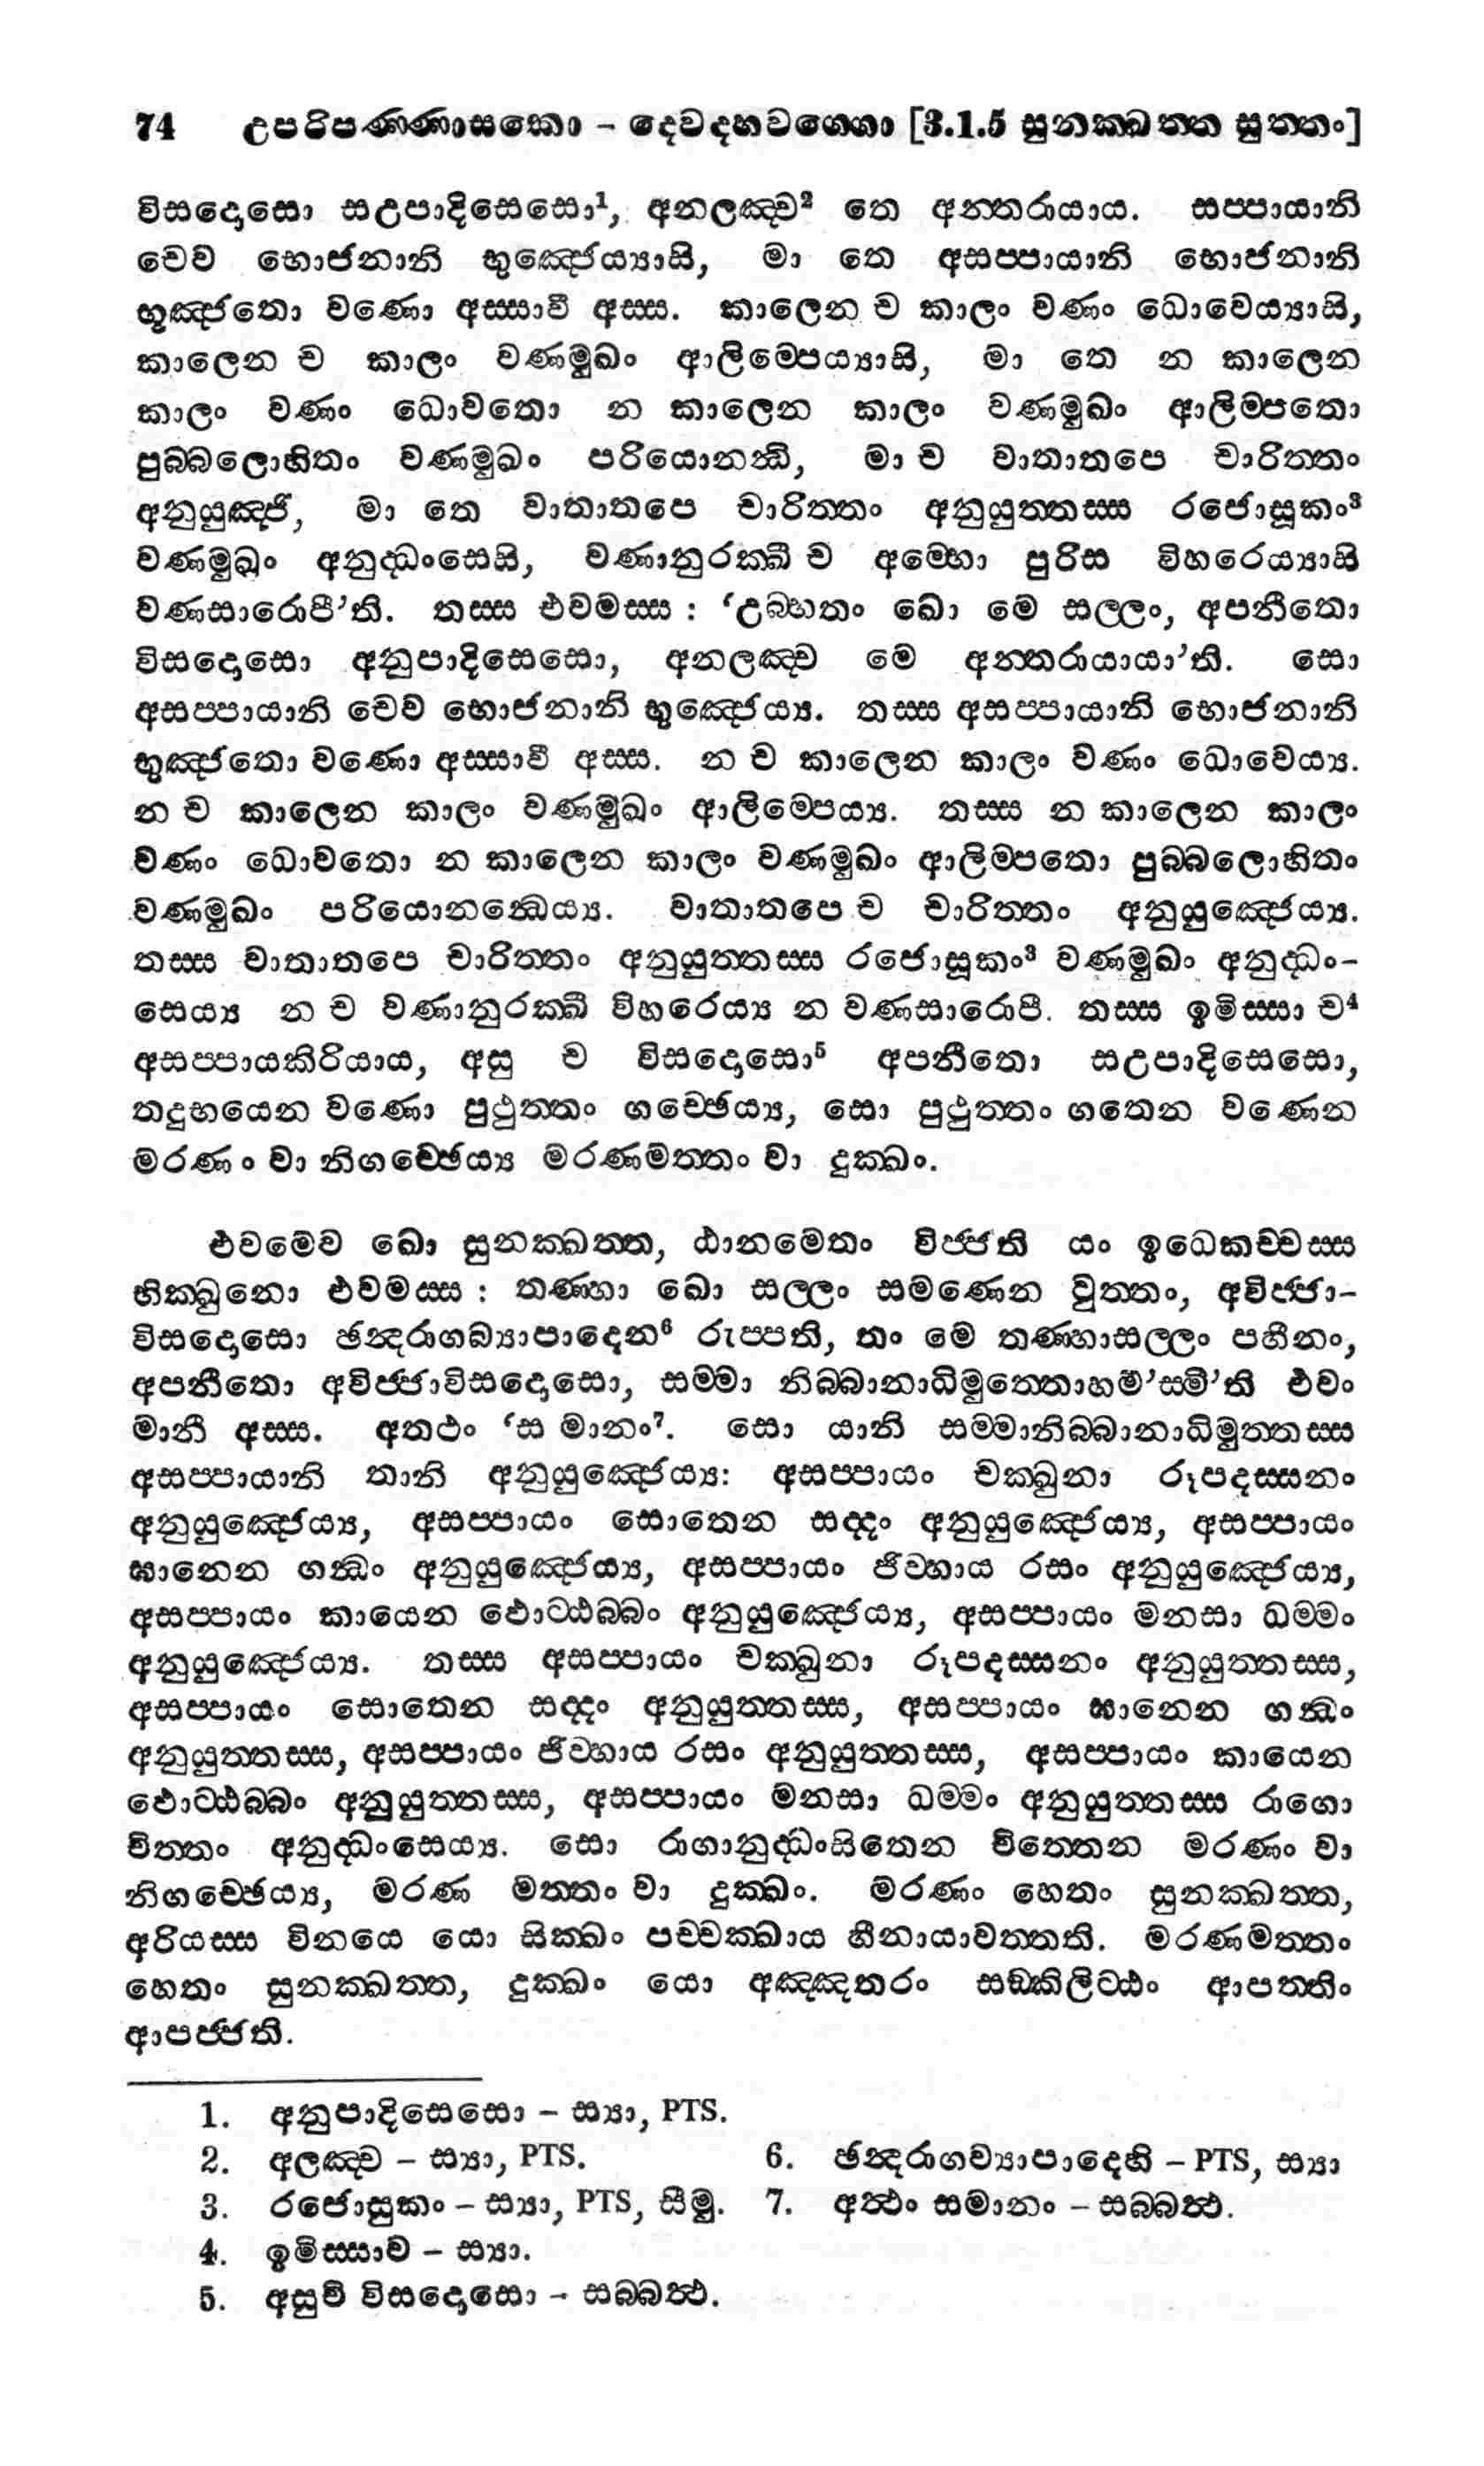 74 උපරිපණ්ණාසකො – දෙවදහවග්ගො [3.1.5 සුනක්ඛත්ත සුත්තං]
විසදොසො සඋපාදිසෙසො¹, අනලඤ්ච² තෙ අන්තරායාය. සප්පායානි
චෙව භොජනානි භුඤ්ජෙය්‍යාසි, මා තෙ අසප්පායානි භොජනානි
භූඤ්ජතො වණො අස්සාවී අස්ස. කාලෙන ච කාලං වණං ධොවෙය්‍යාසි,
කාලෙන ච කාලං වණමුඛං ආලිම්පෙය්‍යාසි, මා තෙ න කාලෙන
කාලං වණං ධොවතො න කාලෙන කාලං වණමුඛං ආලිම්පතො
පුබ්බලොහිතං වණමුඛං පරියොනන්ධි, මා ච වාතාතපෙ චාරිත්තං
අනුයුඤ්ජි, මා තෙ වාතාතපෙ චාරිත්තං අනුයුත්තස්ස රජොසූකං³
වණමුඛං අනුද්ධංසෙසි, වණානුරක්ඛී ච අම්භො පුරිස විහරෙය්‍යාසි
වණසාරොපී’ති. තස්ස එවමස්ස : ‘උබ්භතං ඛො මෙ සල්ලං, අපනීතො
විසදොසො අනුපාදිසෙසො, අනලඤ්ච මෙ අන්තරායායා’ති. සො
අසප්පායානි චෙව භොජනානි භුඤ්ජෙය්‍ය. තස්ස අසප්පායානි භොජනානි
භුඤ්ජතො වණො අස්සාවී අස්ස. න ච කාලෙන කාලං වණං ධොවෙය්‍ය.
න ච කාලෙන කාලං වණමුඛං ආලිම්පෙය්‍ය. තස්ස න කාලෙන කාලං
වණං ධොවතො න කාලෙන කාලං වණමුඛං ආලිම්පතො පුබ්බලොහිතං
වණමුඛං පරියොනන්ධෙය්‍ය. වාතාතපෙ ච චාරිත්තං අනුයුඤ්ජෙය්‍ය.
තස්ස වාතාතපෙ චාරිත්තං අනුයුත්තස්ස රජොසූකං³ වණමුඛං අනුද්ධං-
සෙය්‍ය න ච වණානුරක්ඛී විහරෙය්‍ය න වණසාරොපී. තස්ස ඉමිස්සා ච⁴
අසප්පායකිරියාය, අසු ච විසදොසො⁵ අපනීතො සඋපාදිසෙසො,
තදුභයෙන වණො පුථුත්තං ගච්ඡෙය්‍ය, සො පුථුත්තං ගතෙන වණෙන
මරණං වා නිගච්ඡෙය්‍ය මරණමත්තං වා දුක්ඛං.
එවමෙව ඛො සුනක්ඛත්ත, ඨානමෙතං විජ්ජති යං ඉධෙකච්චස්ස
භික්ඛුනො එවමස්ස : තණ්හා ඛො සල්ලං සමණෙන වුත්තං, අවිජ්ජා-
විසදොසො ඡන්දරාගබ්‍යාපාදෙන⁶ රුප්පති, තං මෙ තණ්හාසල්ලං පහීනං,
අපනීතො අවිජ්ජාවිසදොසො, සම්මා නිබ්බානාධිමුත්තොහම්’ස්මී’ති එවං
මානී අස්ස. අතථං ‘ස මානං⁷. සො යානි සම්මානිබ්බානාධිමුත්තස්ස
අසප්පායානි තානි අනුයුඤ්ජෙය්‍ය: අසප්පායං චක්ඛුනා රූපදස්සනං
අනුයුඤ්ජෙය්‍ය, අසප්පායං සොතෙන සද්දං අනුයුඤ්ජෙය්‍ය, අසප්පායං
ඝානෙන ගන්ධං අනුයුඤ්ජෙය්‍ය, අසප්පායං ජිව්හාය රසං අනුයුඤ්ජෙය්‍ය,
අසප්පායං කායෙන ඵොට්ඨබ්බං අනුයුඤ්ජෙය්‍ය, අසප්පායං මනසා ධම්මං
අනුයුඤ්ජෙය්‍ය. තස්ස අසප්පායං චක්ඛුනා රූපදස්සනං අනුයුත්තස්ස,
අසප්පායං සොතෙන සද්දං අනුයුත්තස්ස, අසප්පායං ඝානෙන ගන්ධං
අනුයුත්තස්ස, අසප්පායං ජිව්හාය රසං අනුයුත්තස්ස, අසප්පායං කායෙන
ඵොට්ඨබ්බං අනුයුත්තස්ස, අසප්පායං මනසා ධම්මං අනුයුත්තස්ස රාගො
චිත්තං අනුද්ධංසෙය්‍ය. සො රාගානුද්ධංසිතෙන චිත්තෙන මරණං වා
නිගච්ඡෙය්‍ය, මරණ මත්තං වා දුක්ඛං. මරණං හෙතං සුනක්ඛත්ත,
අරියස්ස විනයෙ යො සික්ඛං පච්චක්ඛාය හීනායාවත්තති. මරණමත්තං
හෙතං සුනක්ඛත්ත, දුක්ඛං යො අඤ්ඤතරං සඞ්කිලිට්ඨං ආපත්තිං
ආපජ්ජති.
1. අනුපාදිසෙසො – ස්‍යා, PTS.
2. අලඤ්ච – ස්‍යා, PTS.
3. රජොසුකං – ස්‍යා, PTS, සීමු.
4. ඉමිස්සාව – ස්‍යා.
5. අසුචි විසදොසො – සබ්බත්‍ථ.
6. ඡන්දරාගව්‍යාපාදෙහි – PTS, ස්‍යා
7. අත්‍ථං සමානං – සබ්බත්‍ථ.